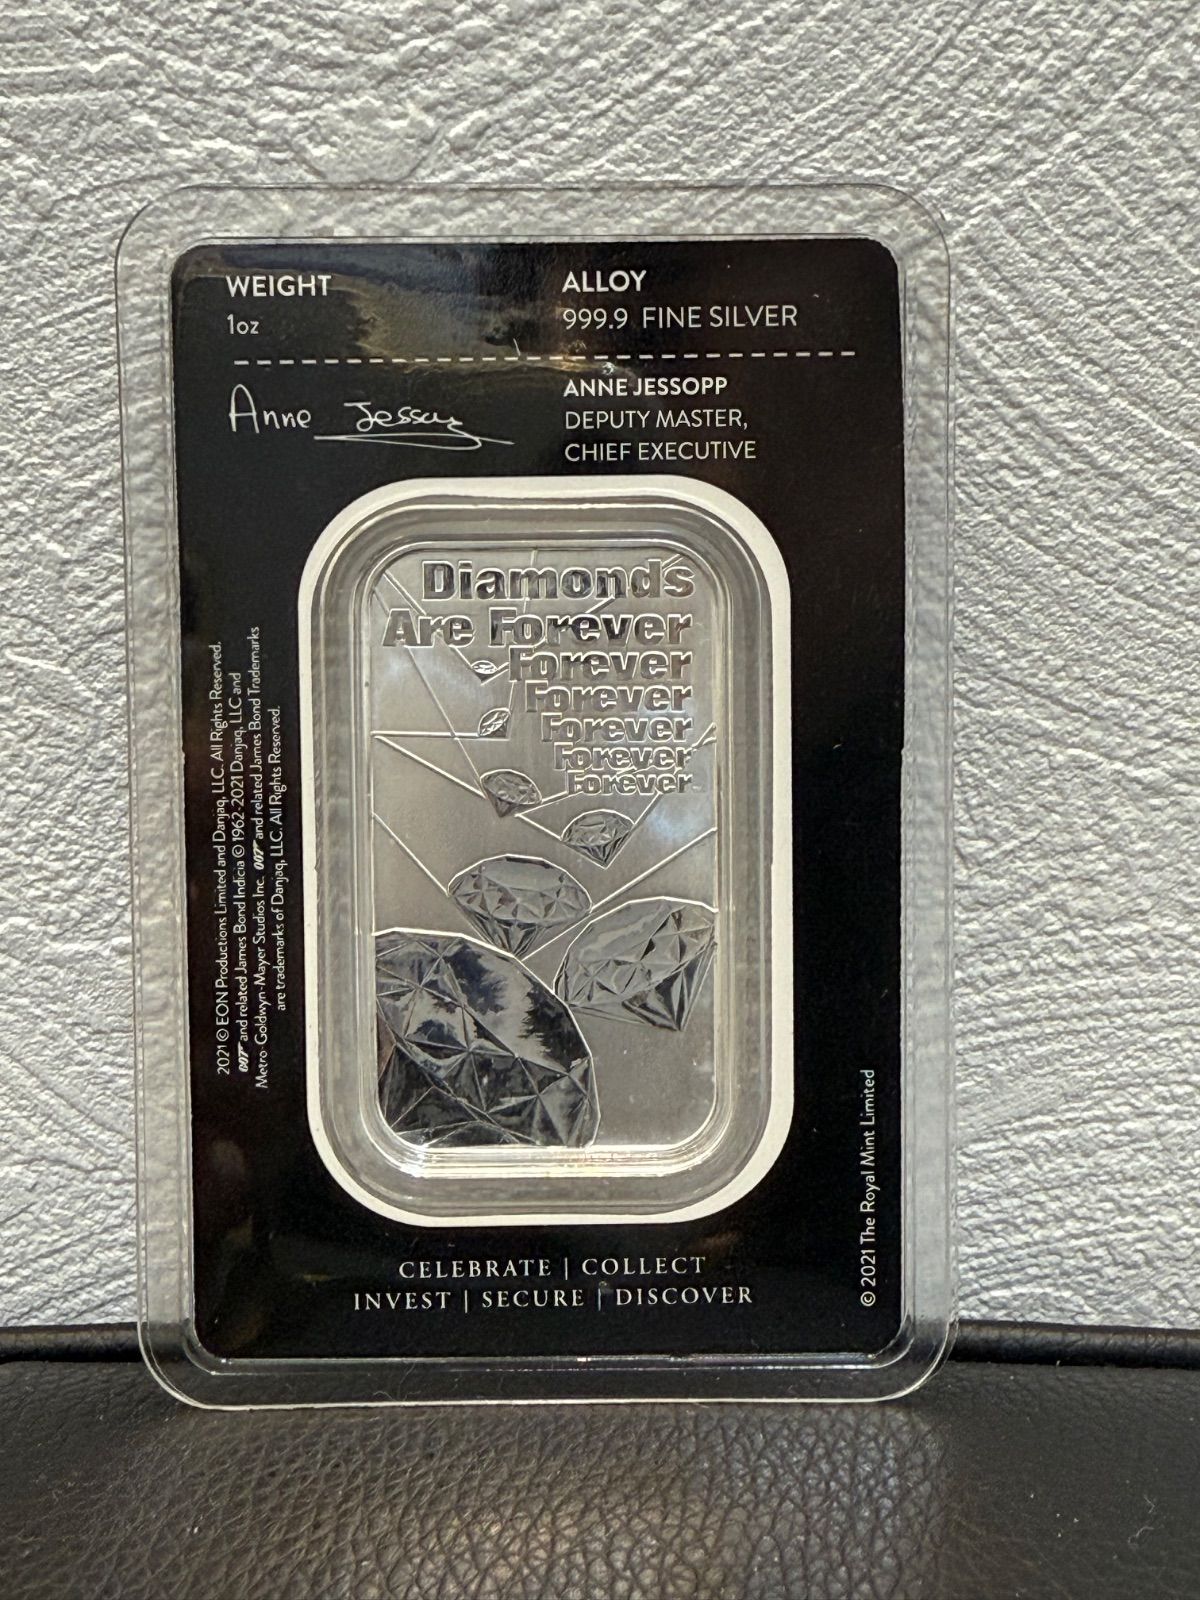 WEIGHT
1oz
ALLOY
999.9 FINE SILVER
Anne Jessopp
ANNE JESSOPP
DEPUTY MASTER,
CHIEF EXECUTIVE
Diamonds
Are Forever
Forever
Forever
Forever
Forever
Forever
2021 © EON Productions Limited and Danjaq, LLC. All Rights Reserved.
007 and related James Bond Indicia © 1962-2021 Danjaq, LLC and
Metro-Goldwyn-Mayer Studios Inc. 007 and related James Bond Trademarks
are trademarks of Danjaq, LLC. All Rights Reserved.
© 2021 The Royal Mint Limited
CELEBRATE | COLLECT
INVEST | SECURE | DISCOVER